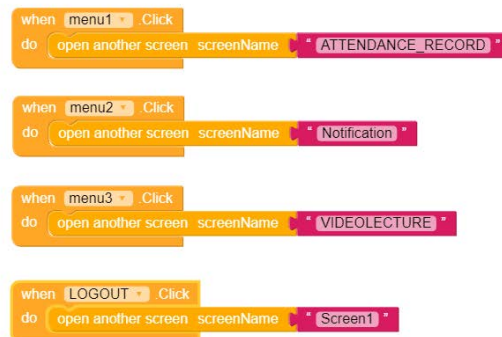 when menu1 .Click
do open another screen screenName " ATTENDANCE_RECORD "
when menu2 .Click
do open another screen screenName " Notification "
when menu3 .Click
do open another screen screenName " VIDEOLECTURE "
when LOGOUT .Click
do open another screen screenName " Screen1 "